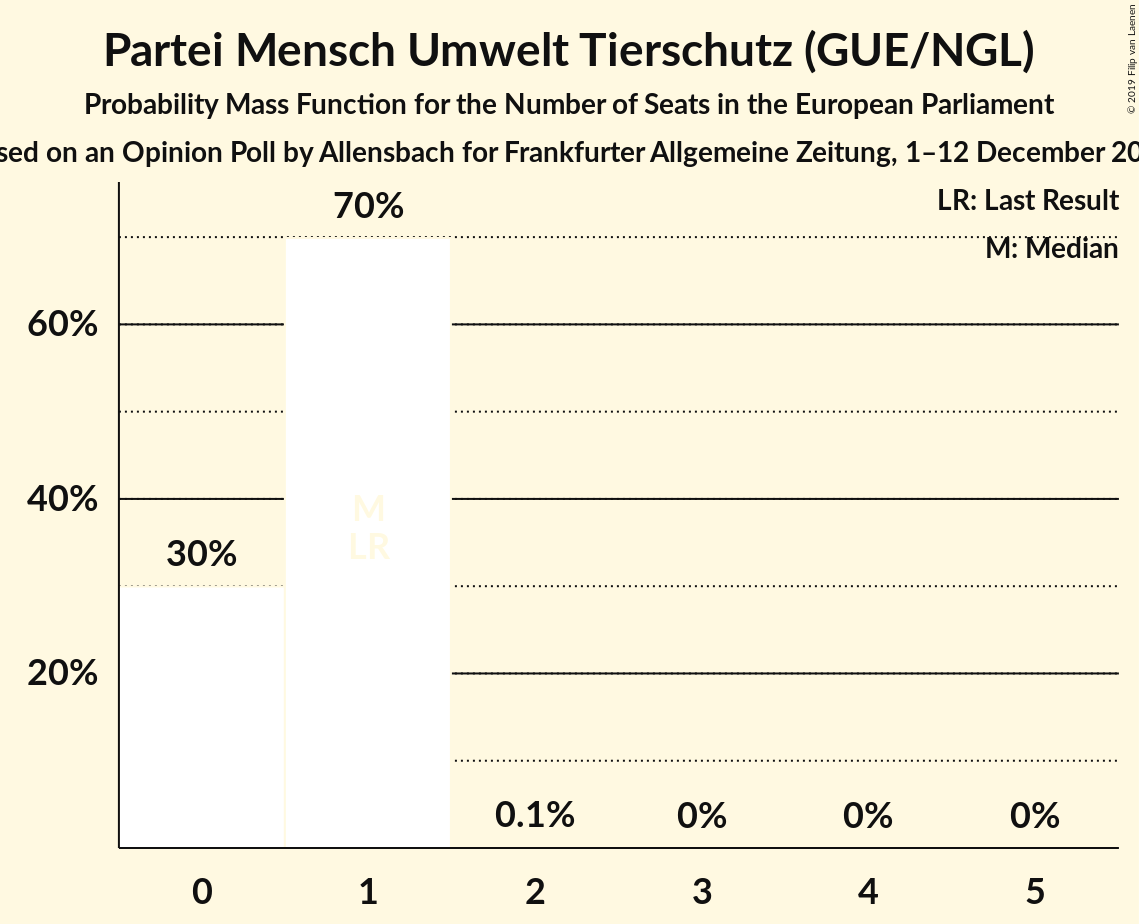 Partei Mensch Umwelt Tierschutz (GUE/NGL)
Probability Mass Function for the Number of Seats in the European Parliament
sed on an Opinion Poll by Allensbach for Frankfurter Allgemeine Zeitung, 1–12 December 20
© 2019 Filip van Laenen
LR: Last Result
M: Median
70%
60%
40%
30%
20%
M
LR
0.1%
0%
0%
0%
0
1
2
3
4
5